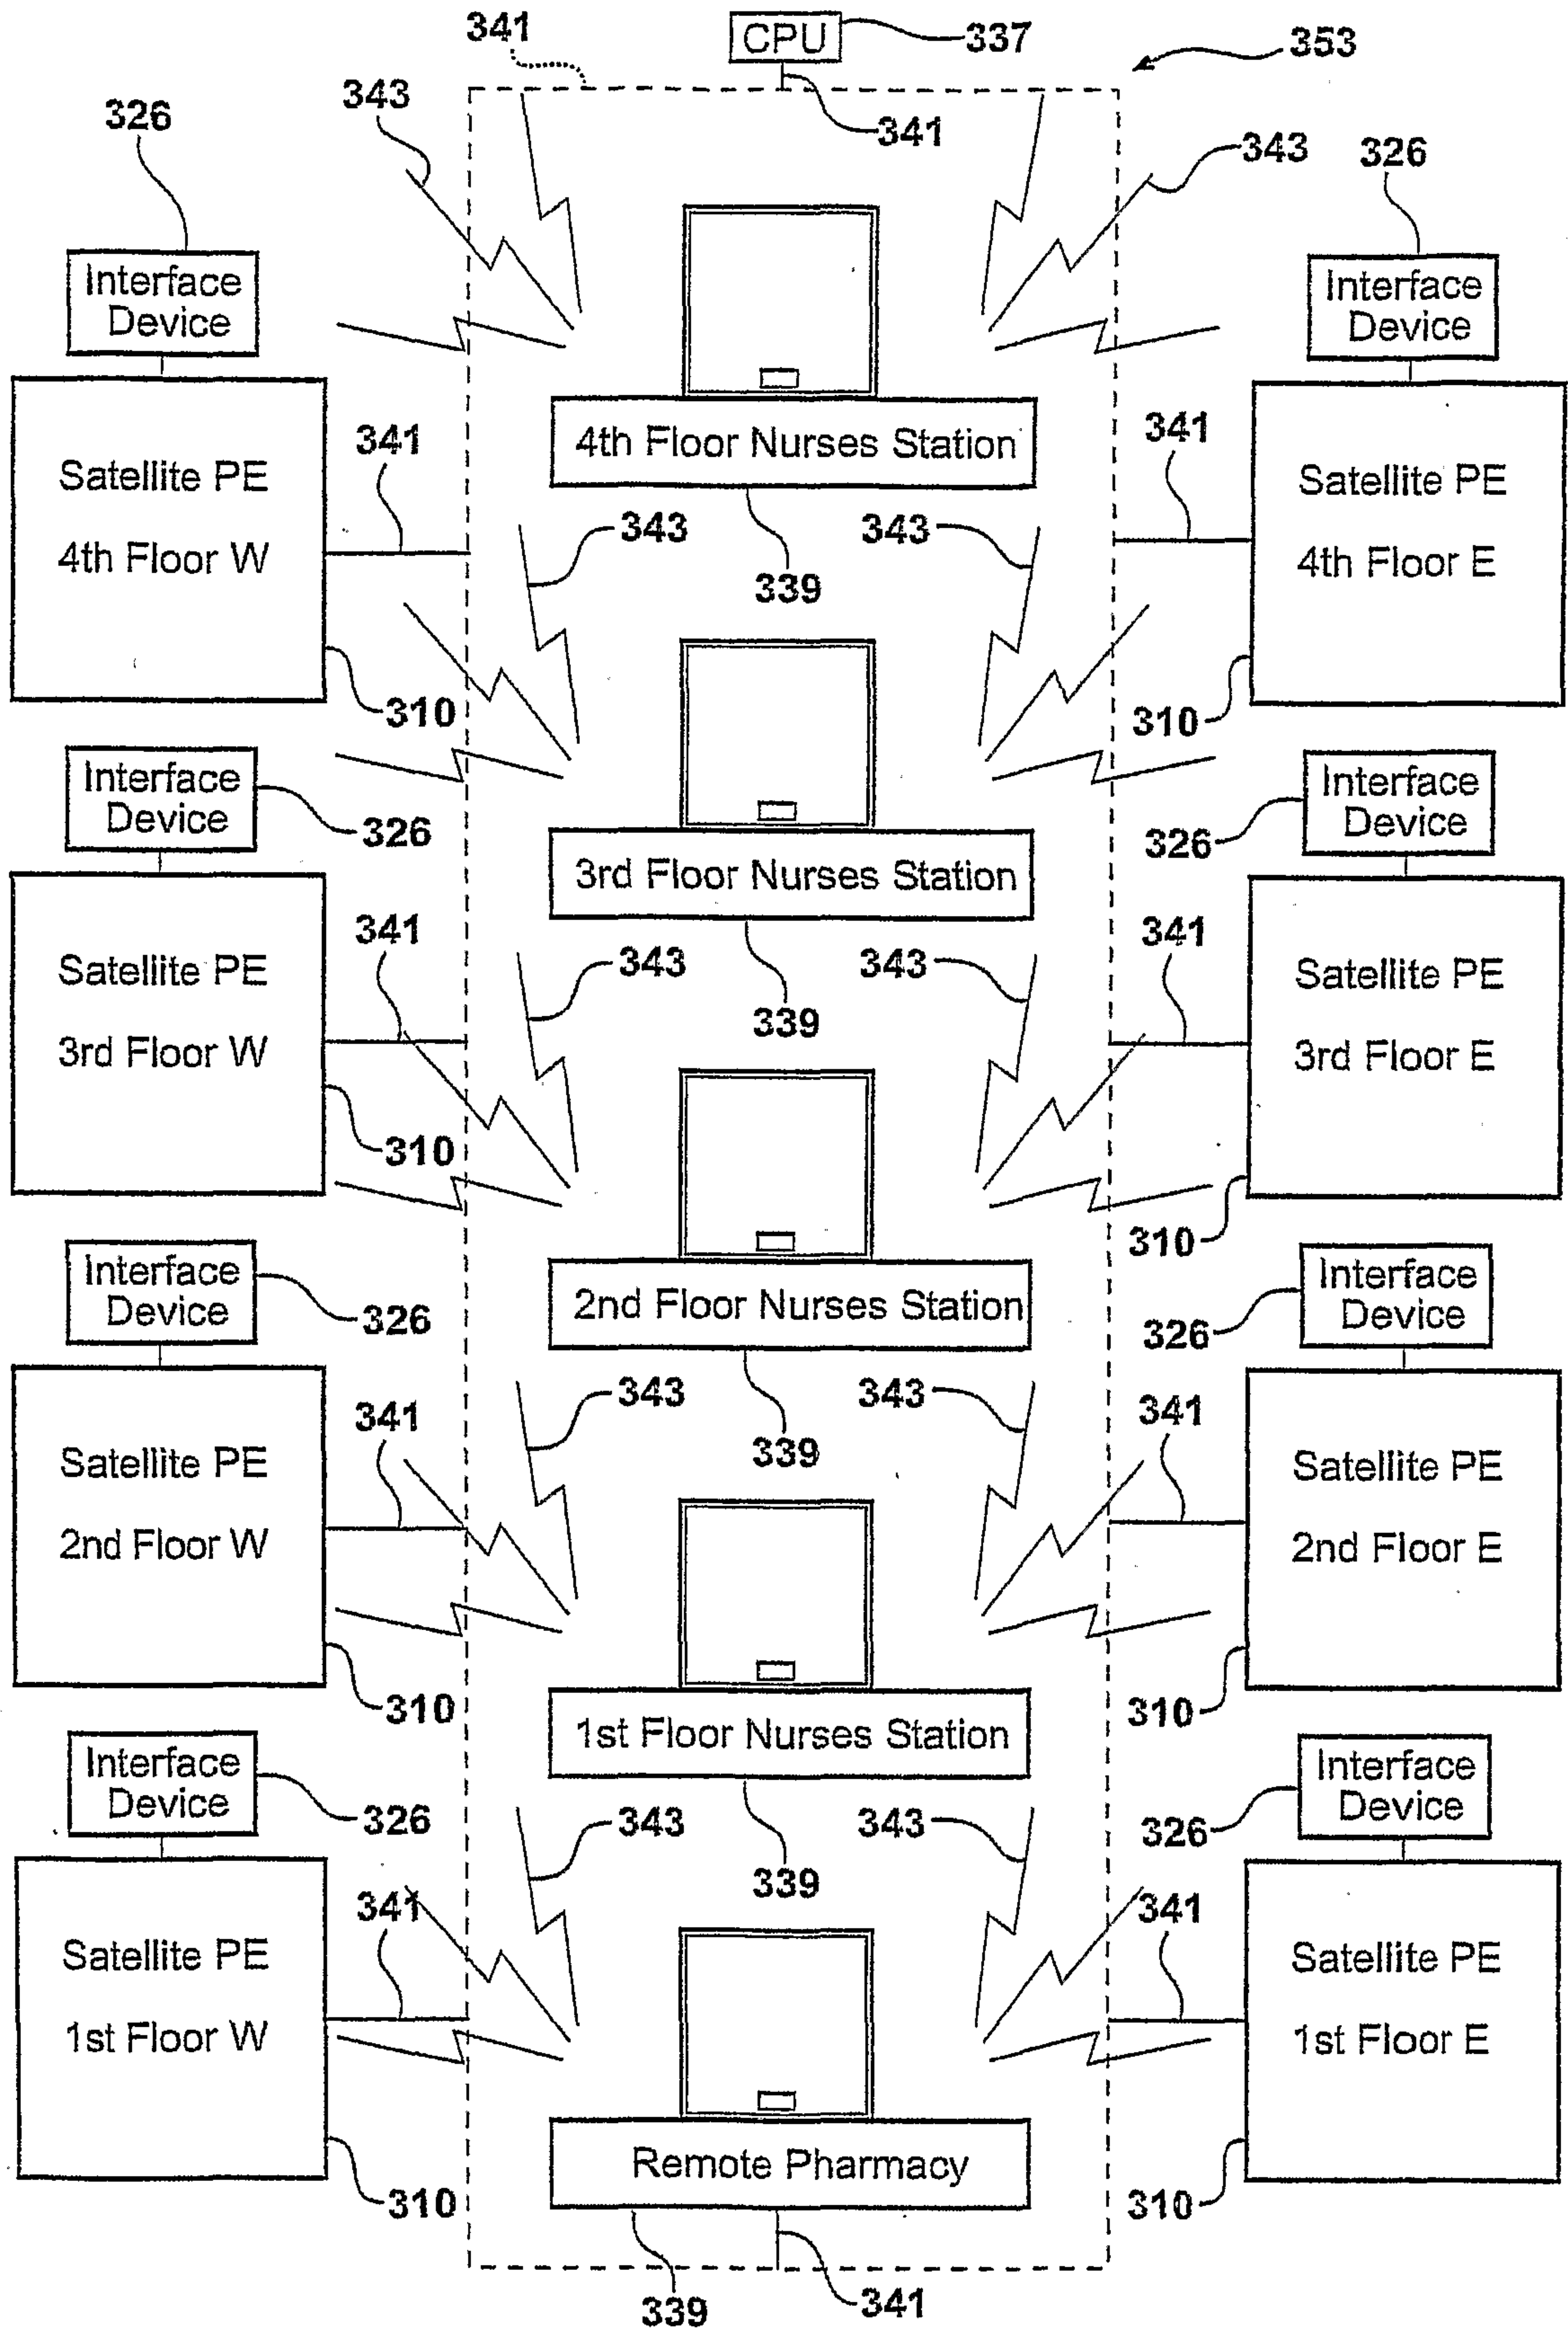 341
CPU
337
353
343
341
326
343
326
Interface
Device
Interface
Device
341
341
4th Floor Nurses Station
Satellite PE
4th Floor W
Satellite PE
4th Floor E
343
343
339
310
310
Interface
Device
326
Interface
Device
326
3rd Floor Nurses Station
341
341
343
343
Satellite PE
3rd Floor W
Satellite PE
3rd Floor E
339
310
310
Interface
Device
326
Interface
Device
326
2nd Floor Nurses Station
343
343
341
341
339
Satellite PE
2nd Floor W
Satellite PE
2nd Floor E
310
310
1st Floor Nurses Station
Interface
Device
326
Interface
Device
326
343
343
339
341
341
Satellite PE
1st Floor W
Satellite PE
1st Floor E
Remote Pharmacy
310
310
339
341